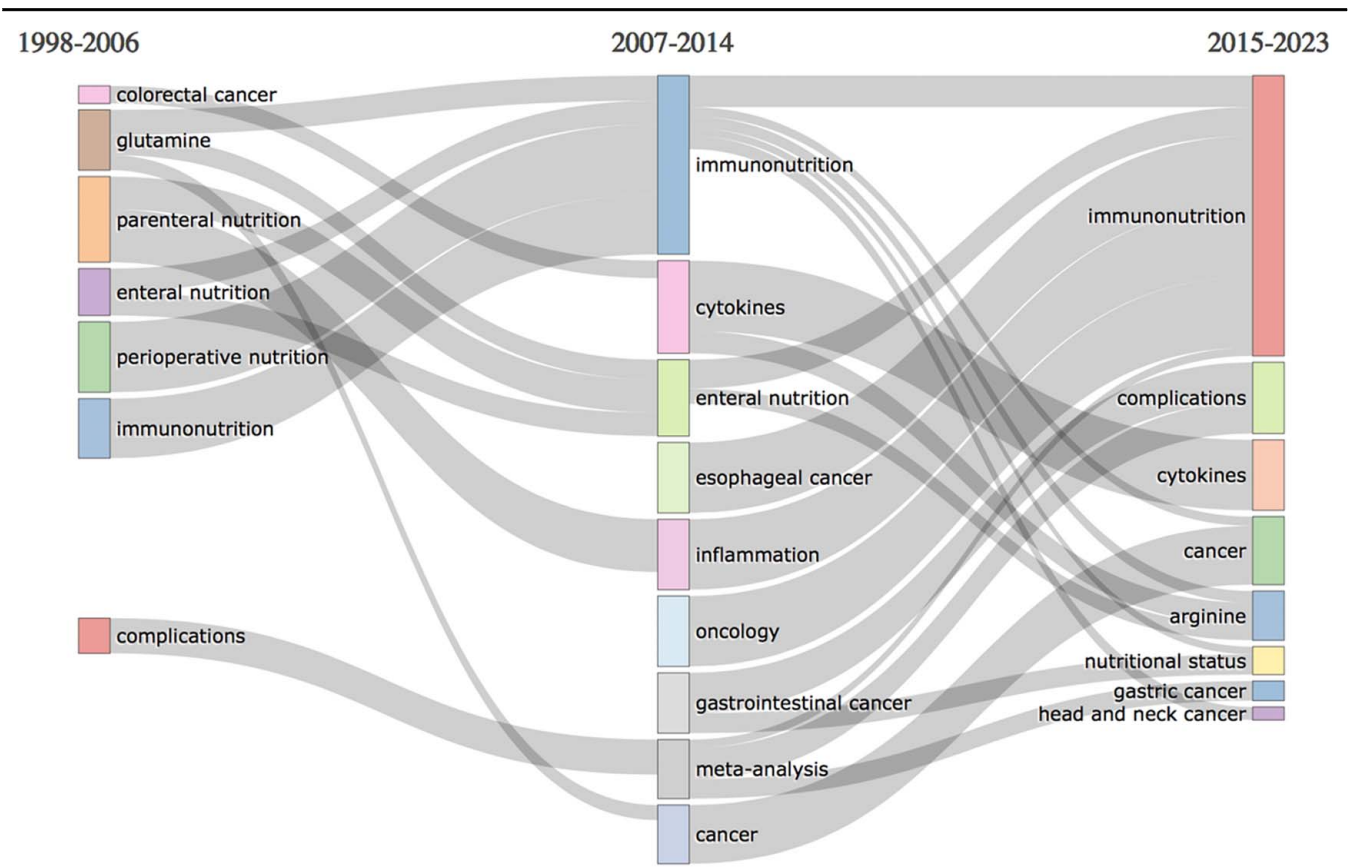 1998-2006
2007-2014
2015-2023
colorectal cancer
glutamine
parenteral nutrition
enteral nutrition
perioperative nutrition
immunonutrition
complications
immunonutrition
cytokines
enteral nutrition
esophageal cancer
inflammation
oncology
gastrointestinal cancer
meta-analysis
cancer
immunonutrition
complications
cytokines
cancer
arginine
nutritional status
gastric cancer
head and neck cancer